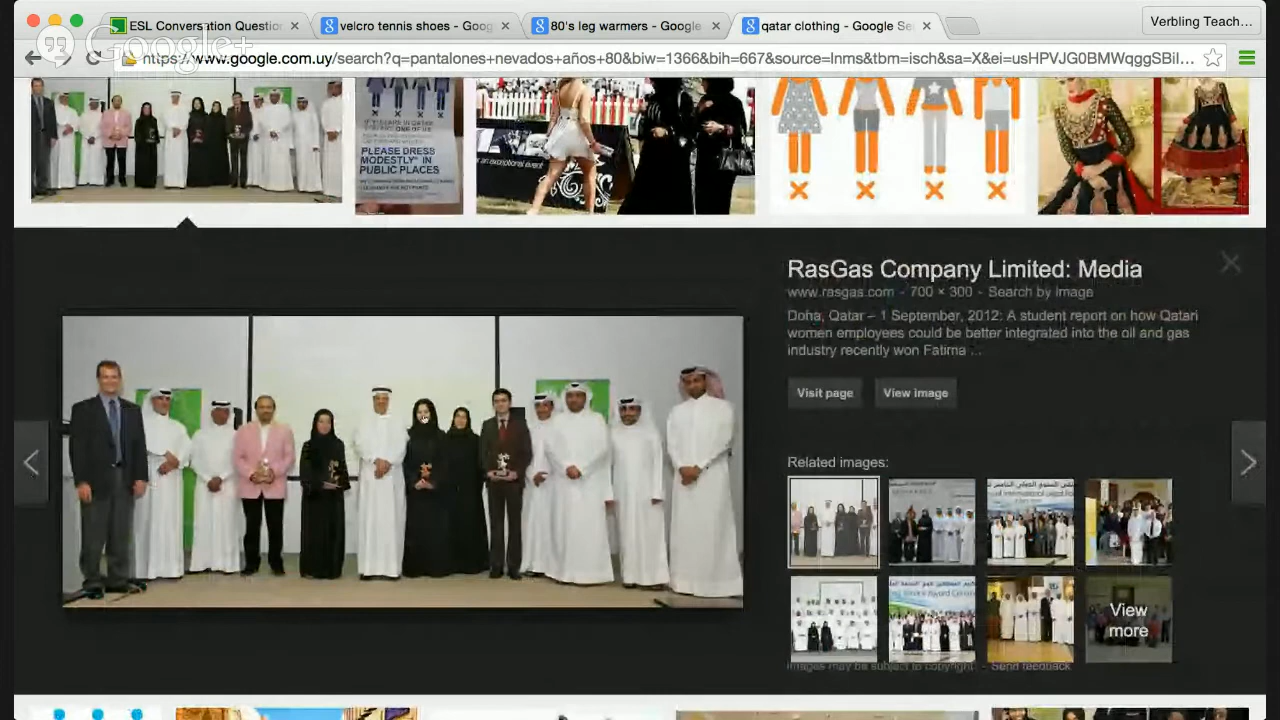 ESL Conversation Question
velcro tennis shoes - Goog
80's leg warmers - Google
qatar clothing - Google Se
Verbling Teach...
Google+
https://www.google.com.uy/search?q=pantalones+nevados+años+80&biw=1366&bih=667&source=lnms&tbm=isch&sa=X&ei=usHPVJG0BMWqggSBiI...
PLEASE DRESS
MODESTLY" IN
PUBLIC PLACES
RasGas Company Limited: Media
www.rasgas.com - 700 × 300 - Search by image
Doha, Qatar – 1 September, 2012: A student report on how Qatari
women employees could be better integrated into the oil and gas
industry recently won Fatima ...
Visit page
View image
Related images:
View
more
Images may be subject to copyright. - Send feedback